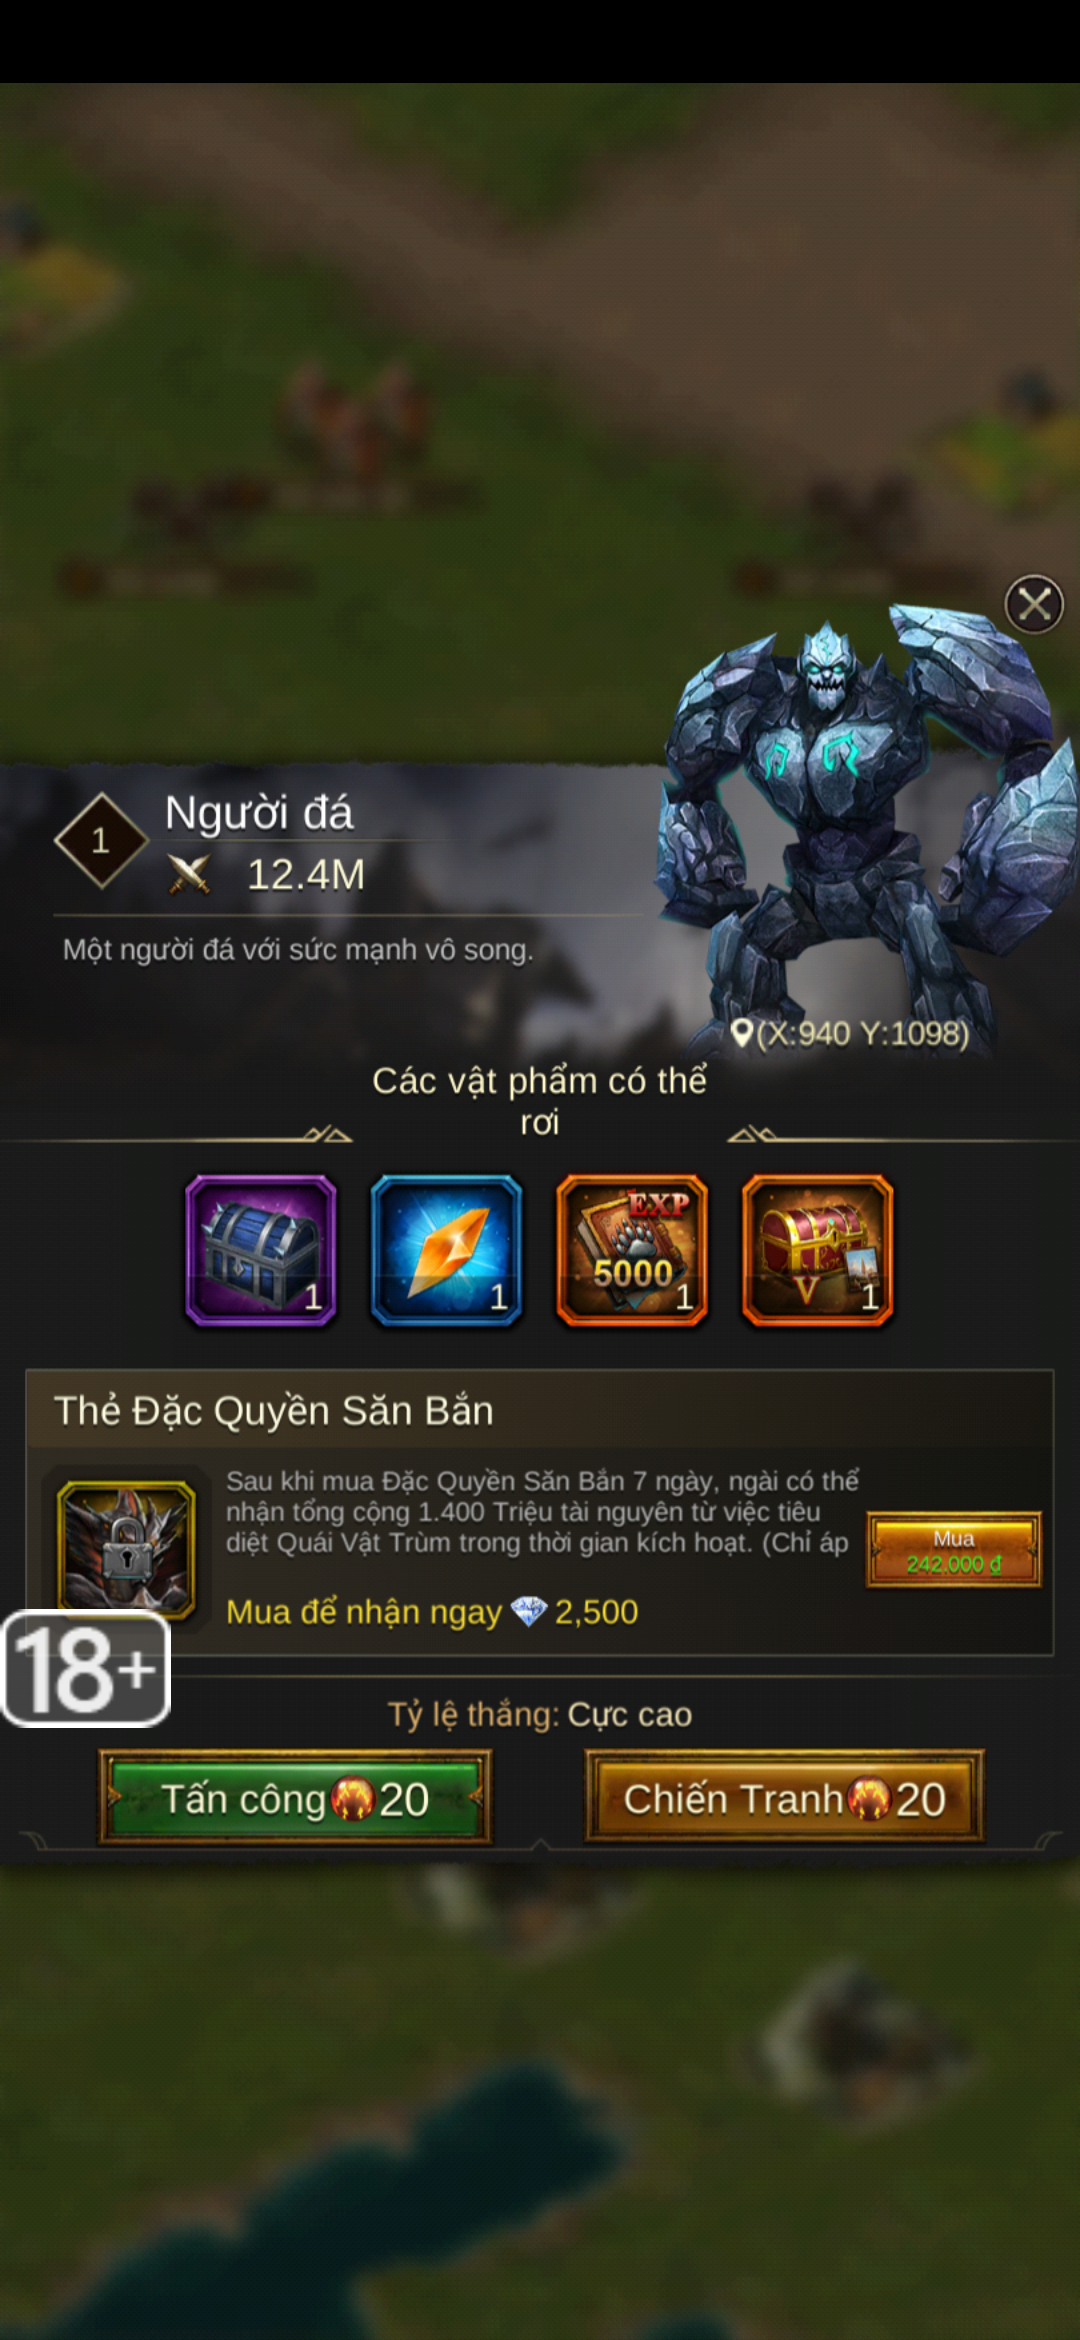 1
Người đá
12.4M
Một người đá với sức mạnh vô song.
(X:940 Y:1098)
Các vật phẩm có thể
rơi
1
1
EXP
5000
1
V
1
Thẻ Đặc Quyền Săn Bắn
Sau khi mua Đặc Quyền Săn Bắn 7 ngày, ngài có thể
nhận tổng cộng 1.400 Triệu tài nguyên từ việc tiêu
diệt Quái Vật Trùm trong thời gian kích hoạt. (Chỉ áp
Mua
242.000 ₫
Mua để nhận ngay 2,500
18+
Tỷ lệ thắng: Cực cao
Tấn công 20
Chiến Tranh 20